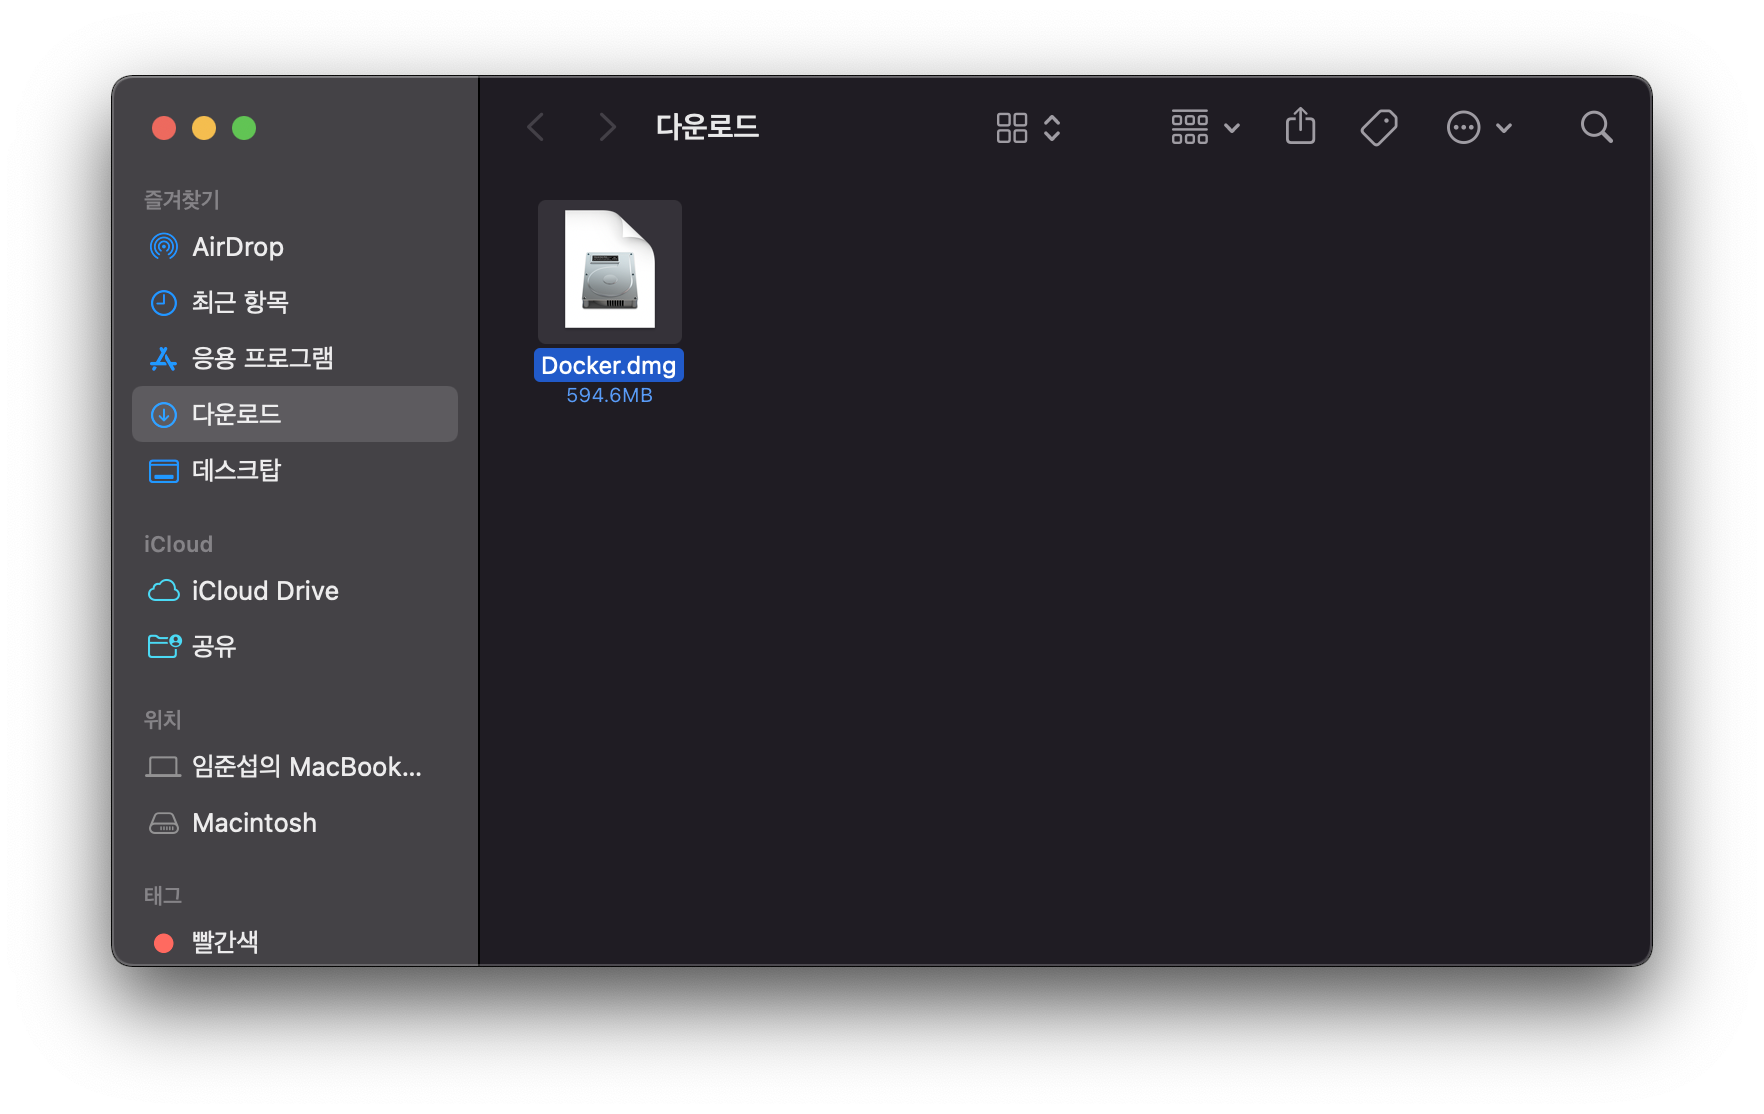 다운로드
즐겨찾기
AirDrop
최근 항목
응용 프로그램
다운로드
데스크탑
iCloud
iCloud Drive
공유
위치
임준섭의 MacBook...
Macintosh
태그
빨간색
Docker.dmg
594.6MB